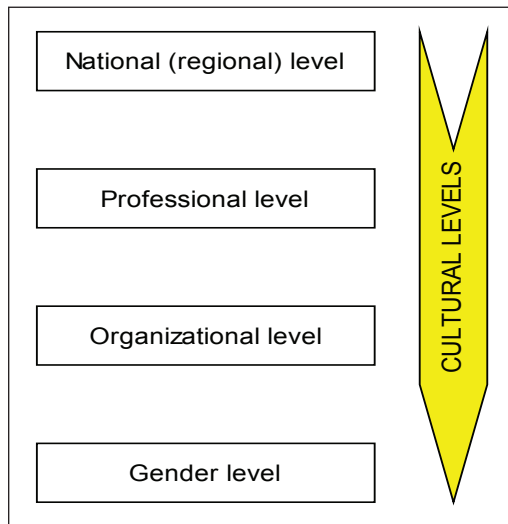 National (regional) level
Professional level
Organizational level
Gender level
CULTURAL LEVELS